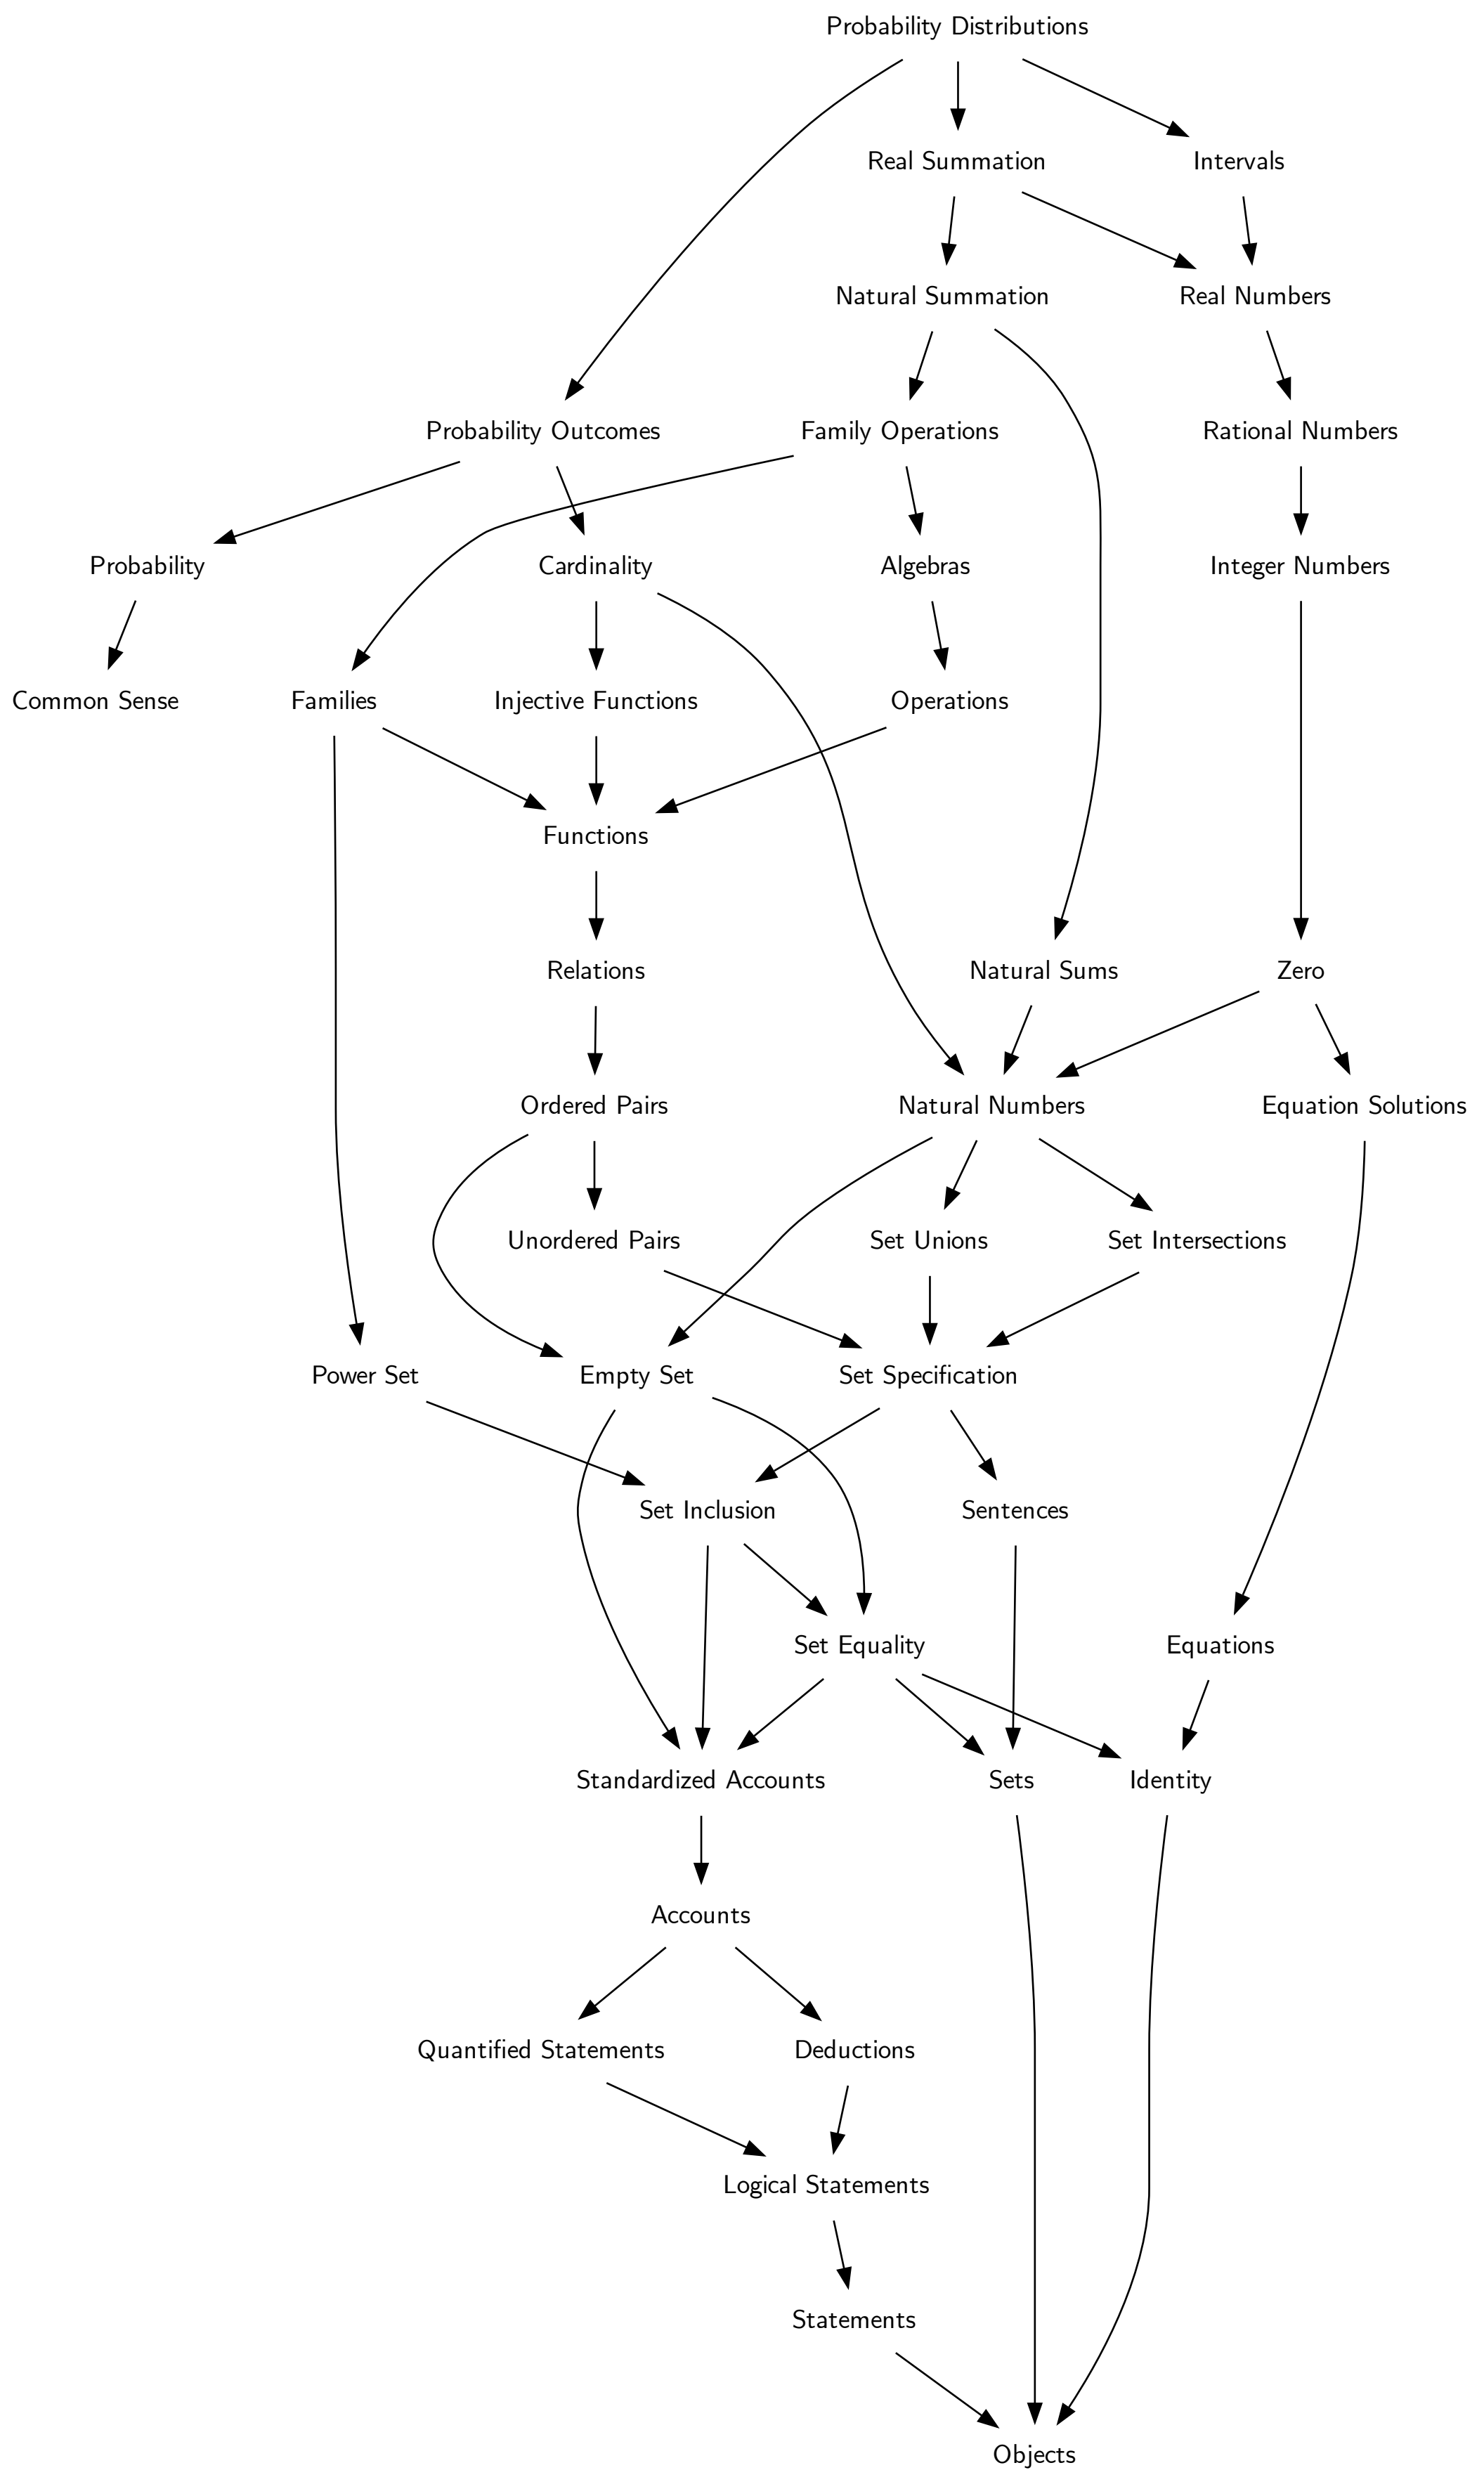 Probability Distributions
Real Summation
Intervals
Natural Summation
Real Numbers
Probability Outcomes
Family Operations
Rational Numbers
Probability
Cardinality
Algebras
Integer Numbers
Common Sense
Families
Injective Functions
Operations
Functions
Relations
Natural Sums
Zero
Ordered Pairs
Natural Numbers
Equation Solutions
Unordered Pairs
Set Unions
Set Intersections
Power Set
Empty Set
Set Specification
Set Inclusion
Sentences
Set Equality
Equations
Standardized Accounts
Sets
Identity
Accounts
Quantified Statements
Deductions
Logical Statements
Statements
Objects